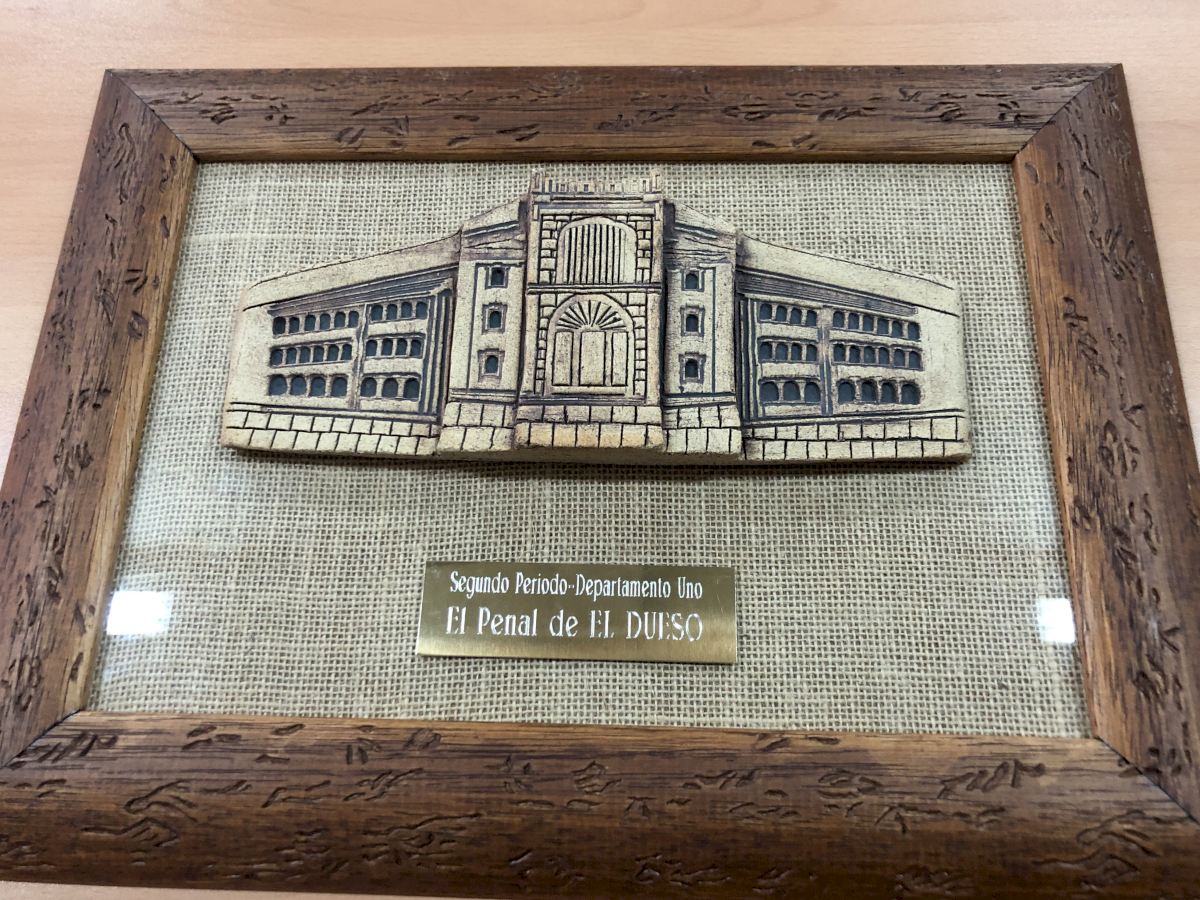 Segundo Periodo--Departamento Uno
El Penal de EL DUESO